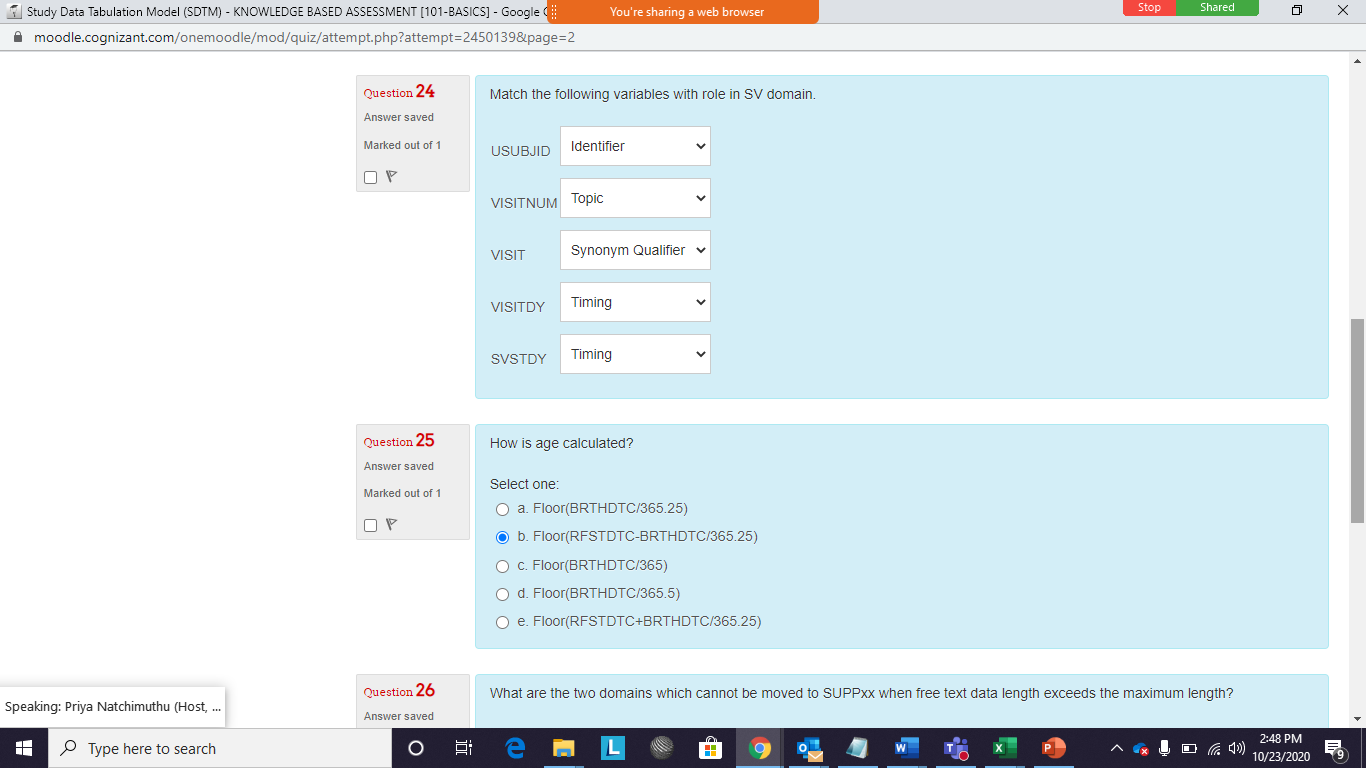 Study Data Tabulation Model (SDTM) - KNOWLEDGE BASED ASSESSMENT [101-BASICS] - Google
You're sharing a web browser
Stop
Shared
moodle.cognizant.com/onemoodle/mod/quiz/attempt.php?attempt=2450139&page=2
Question 24
Answer saved
Marked out of 1
Match the following variables with role in SV domain.
USUBJID Identifier
VISITNUM Topic
VISIT Synonym Qualifier
VISITDY Timing
SVSTDY Timing
Question 25
Answer saved
Marked out of 1
How is age calculated?
Select one:
a. Floor(BRTHDTC/365.25)
b. Floor(RFSTDTC-BRTHDTC/365.25)
c. Floor(BRTHDTC/365)
d. Floor(BRTHDTC/365.5)
e. Floor(RFSTDTC+BRTHDTC/365.25)
Question 26
Answer saved
What are the two domains which cannot be moved to SUPPxx when free text data length exceeds the maximum length?
Speaking: Priya Natchimuthu (Host, ...
Type here to search
2:48 PM
10/23/2020
9